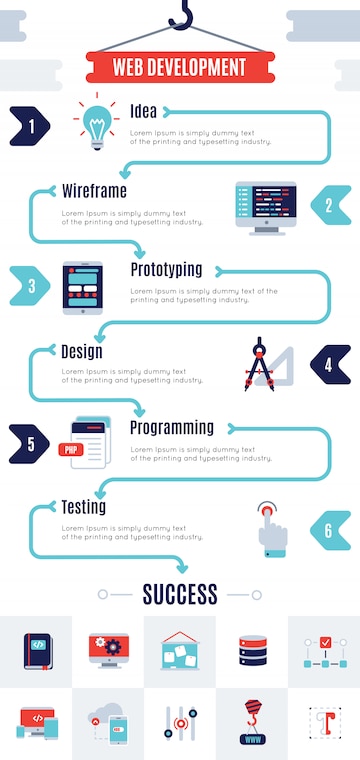 WEB DEVELOPMENT
1
Idea
Lorem Ipsum is simply dummy text
of the printing and typesetting industry.
Wireframe
2
Lorem Ipsum is simply dummy text
of the printing and typesetting industry.
3
Prototyping
Lorem Ipsum is simply dummy text of the
printing and typesetting industry.
Design
4
Lorem Ipsum is simply dummy text
of the printing and typesetting industry.
5
PHP
Programming
Lorem Ipsum is simply dummy text
of the printing and typesetting industry.
Testing
6
Lorem Ipsum is simply dummy text
of the printing and typesetting industry.
SUCCESS
</>
</>
WWW
T